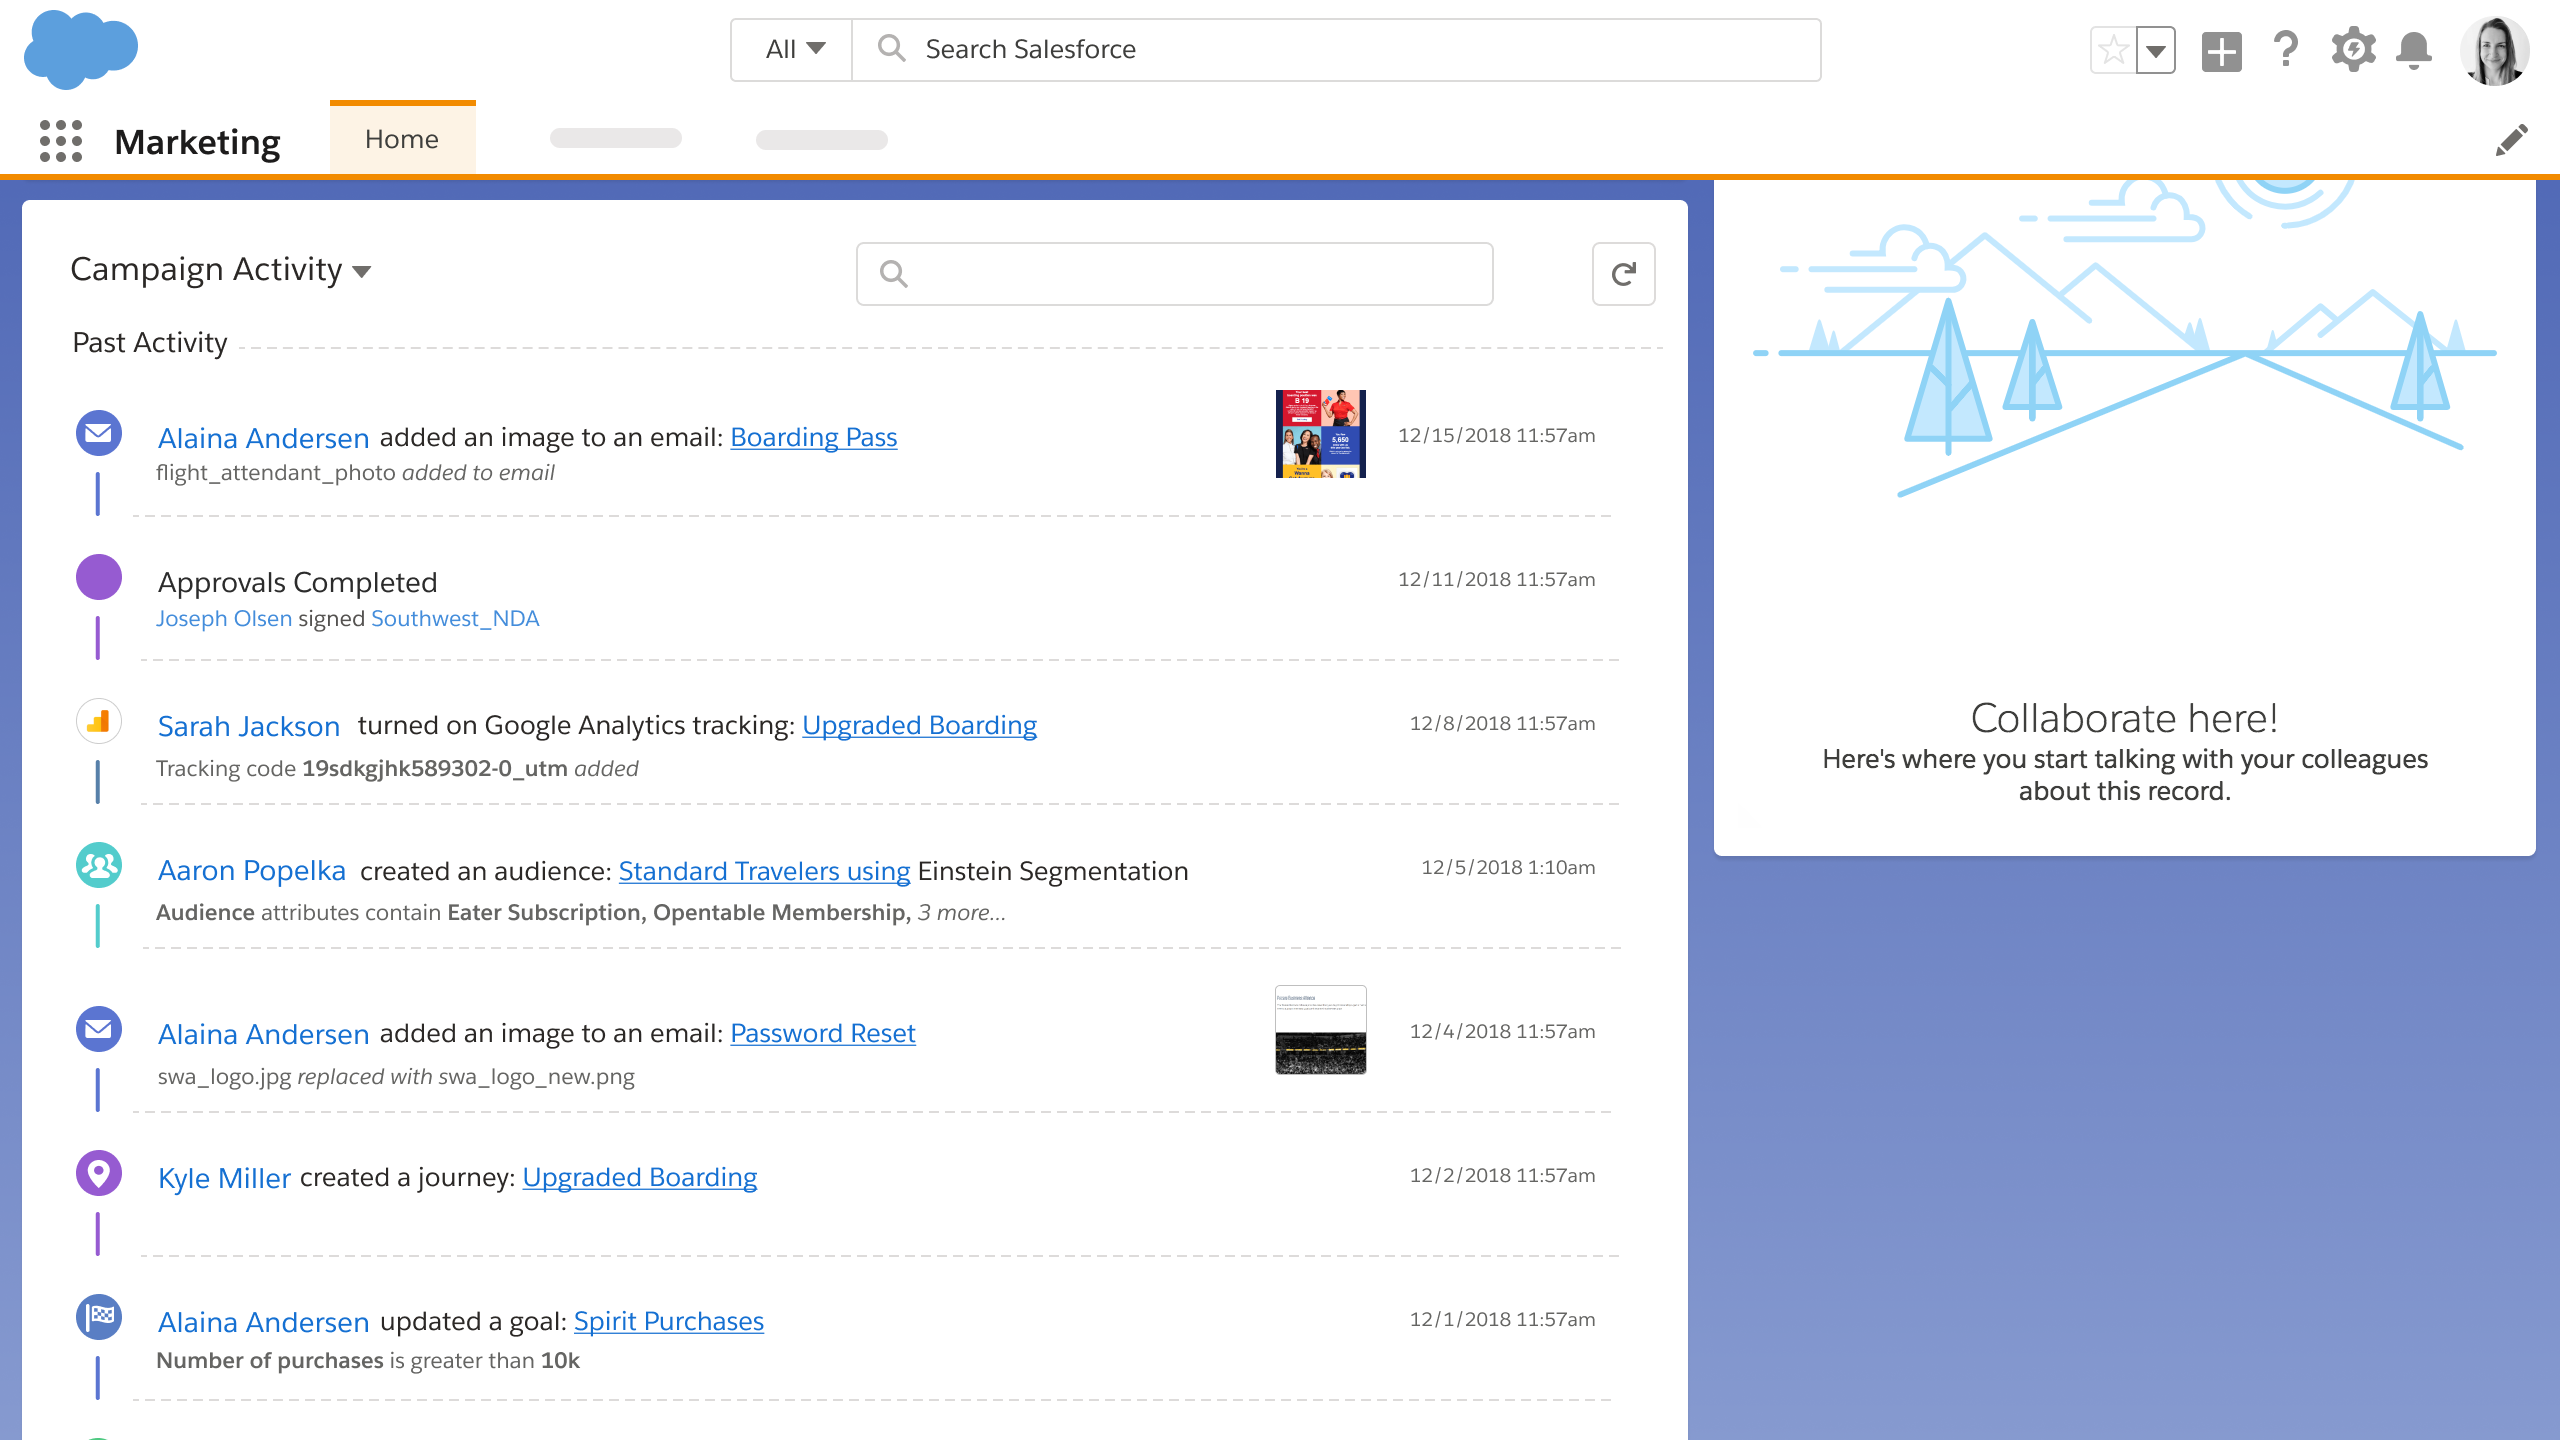 All
Search Salesforce
Marketing
Home
Campaign Activity
Past Activity
Alaina Andersen added an image to an email: Boarding Pass
12/15/2018 11:57am
flight_attendant_photo added to email
B 19
5,650
Wanna
Approvals Completed
12/11/2018 11:57am
Joseph Olsen signed Southwest_NDA
Sarah Jackson turned on Google Analytics tracking: Upgraded Boarding
12/8/2018 11:57am
Tracking code 19sdkgjhk589302-0_utm added
Aaron Popelka created an audience: Standard Travelers using Einstein Segmentation
12/5/2018 1:10am
Audience attributes contain Eater Subscription, Opentable Membership, 3 more...
Alaina Andersen added an image to an email: Password Reset
12/4/2018 11:57am
swa_logo.jpg replaced with swa_logo_new.png
Kyle Miller created a journey: Upgraded Boarding
12/2/2018 11:57am
Alaina Andersen updated a goal: Spirit Purchases
12/1/2018 11:57am
Number of purchases is greater than 10k
Collaborate here!
Here's where you start talking with your colleagues
about this record.